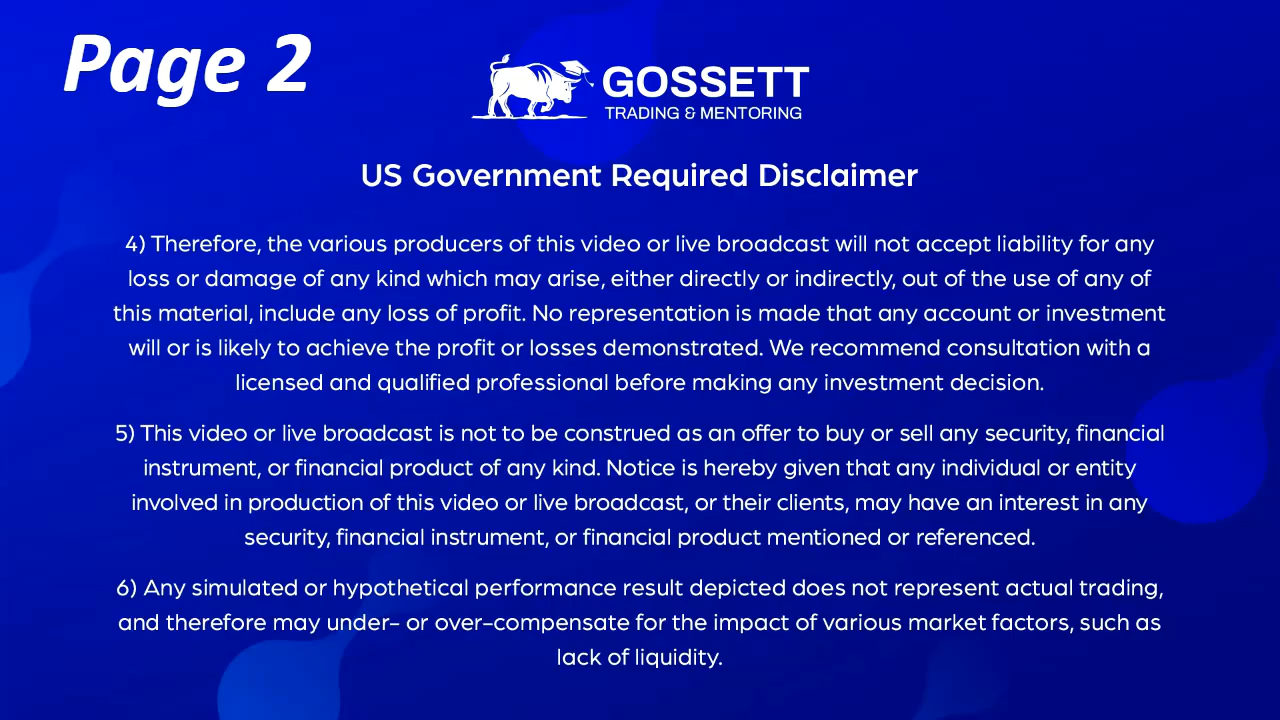 Page 2
GOSSETT
TRADING & MENTORING
US Government Required Disclaimer
4) Therefore, the various producers of this video or live broadcast will not accept liability for any
loss or damage of any kind which may arise, either directly or indirectly, out of the use of any of
this material, include any loss of profit. No representation is made that any account or investment
will or is likely to achieve the profit or losses demonstrated. We recommend consultation with a
licensed and qualified professional before making any investment decision.
5) This video or live broadcast is not to be construed as an offer to buy or sell any security, financial
instrument, or financial product of any kind. Notice is hereby given that any individual or entity
involved in production of this video or live broadcast, or their clients, may have an interest in any
security, financial instrument, or financial product mentioned or referenced.
6) Any simulated or hypothetical performance result depicted does not represent actual trading,
and therefore may under- or over-compensate for the impact of various market factors, such as
lack of liquidity.